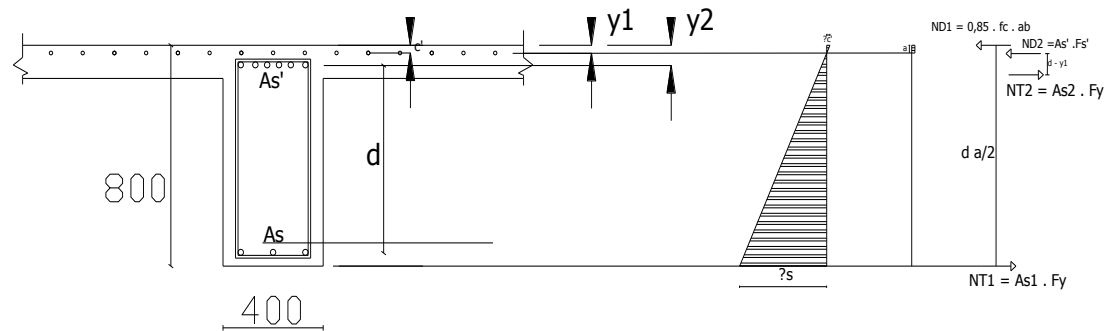 y1
y2
c'
ND1 = 0,85 . fc . ab
ND2 =As' .Fs'
d - y1
As'
NT2 = As2 . Fy
d
d a/2
800
As
?s
NT1 = As1 . Fy
400